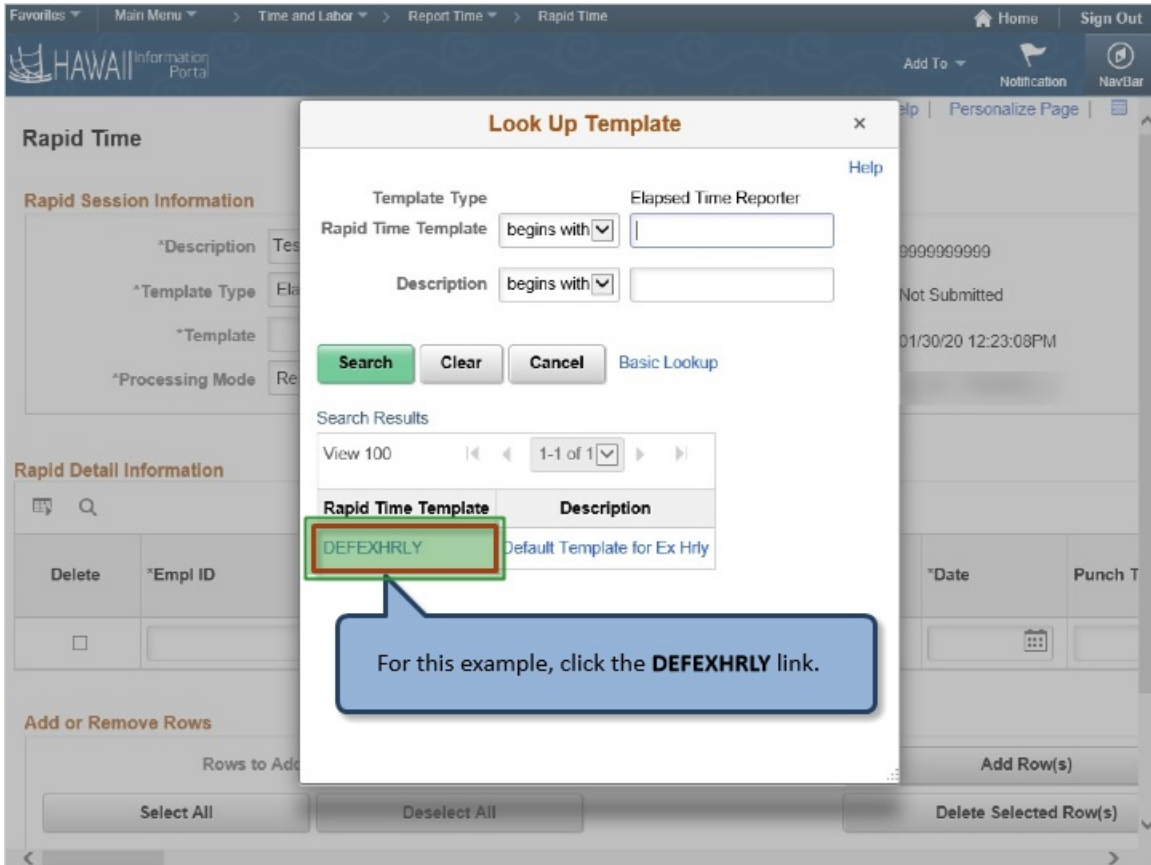 Favorites Main Menu > Time and Labor > Report Time > Rapid Time Home Sign Out
HAWAII Information Portal
Add To Notification NavBar
Help | Personalize Page |
Rapid Time
Look Up Template ×
Help
Rapid Session Information
Template Type Elapsed Time Reporter
Rapid Time Template begins with
*Description Tes 9999999999
Description begins with
*Template Type Ela Not Submitted
*Template 01/30/20 12:23:08PM
Search Clear Cancel Basic Lookup
*Processing Mode Re
Search Results
View 100 1-1 of 1
Rapid Detail Information
Rapid Time Template Description
DEFEXHRLY Default Template for Ex Hrly
Delete *Empl ID *Date Punch T
For this example, click the DEFEXHRLY link.
Add or Remove Rows
Rows to Add Add Row(s)
Select All Deselect All Delete Selected Row(s)